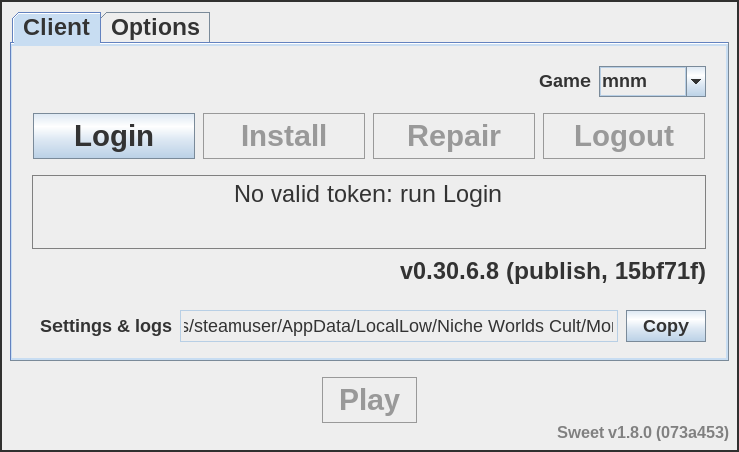 Client Options
Game mnm
Login Install Repair Logout
No valid token: run Login
v0.30.6.8 (publish, 15bf71f)
Settings & logs s/steamuser/AppData/LocalLow/Niche Worlds Cult/Mon Copy
Play
Sweet v1.8.0 (073a453)